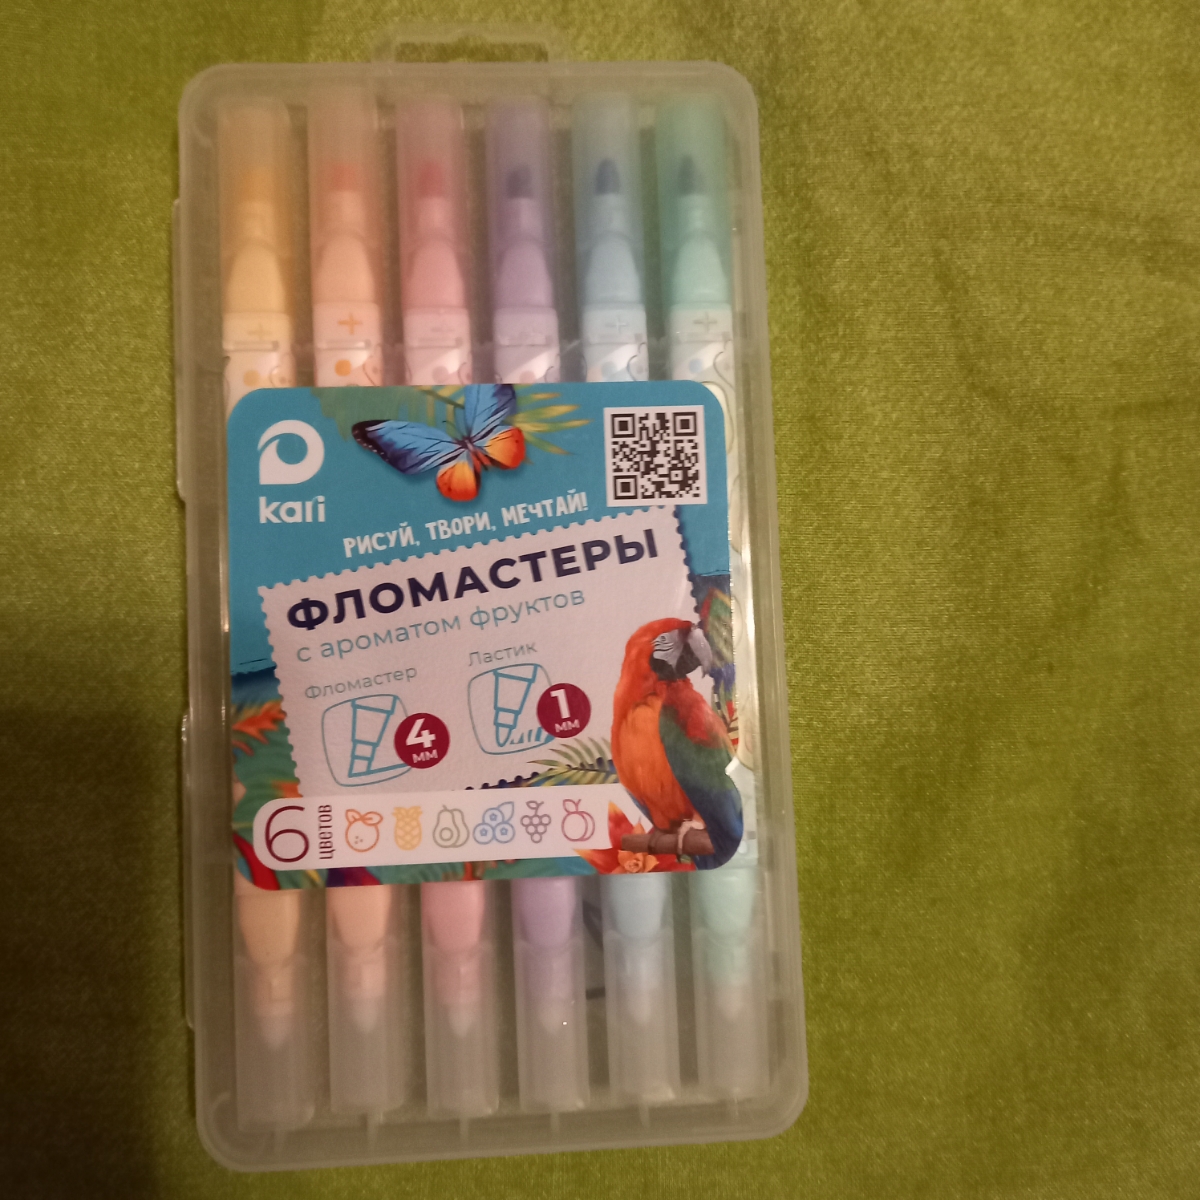 kari
РИСУЙ, ТВОРИ, МЕЧТАЙ!
ФЛОМАСТЕРЫ
с ароматом фруктов
Фломастер
4
ММ
Ластик
1
ММ
6
цветов